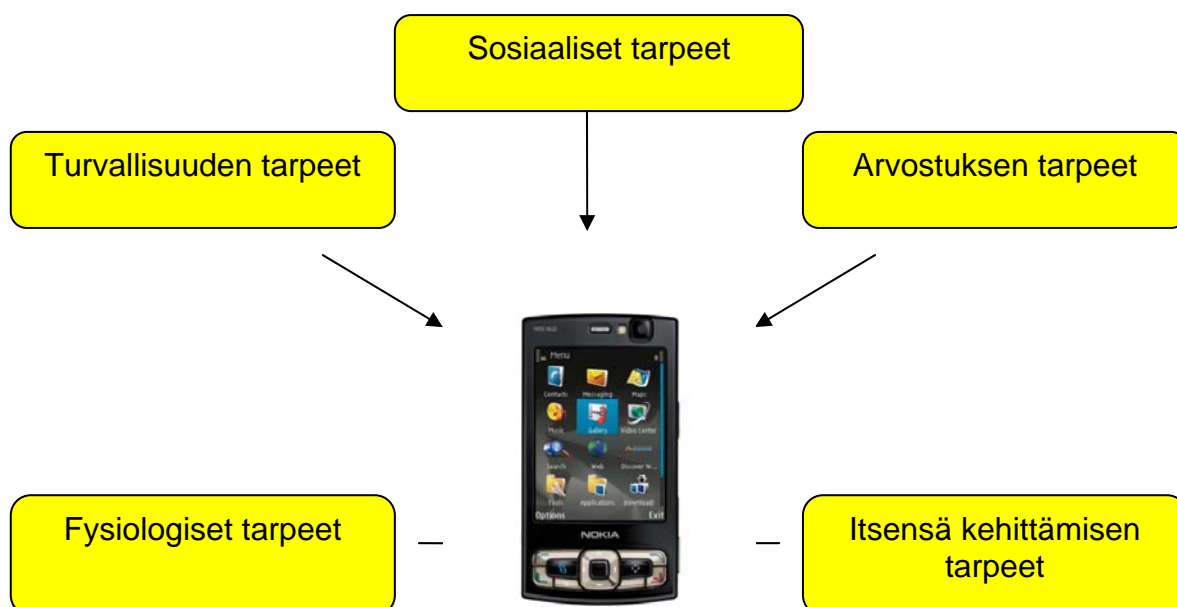 Sosiaaliset tarpeet
Turvallisuuden tarpeet
Arvostuksen tarpeet
Menu
Contacts Messaging Maps
Music Gallery Video Center
Search Web Discover
Tools Applications Download!
Options Exit
NOKIA
Fysiologiset tarpeet
Itsensä kehittämisen
tarpeet